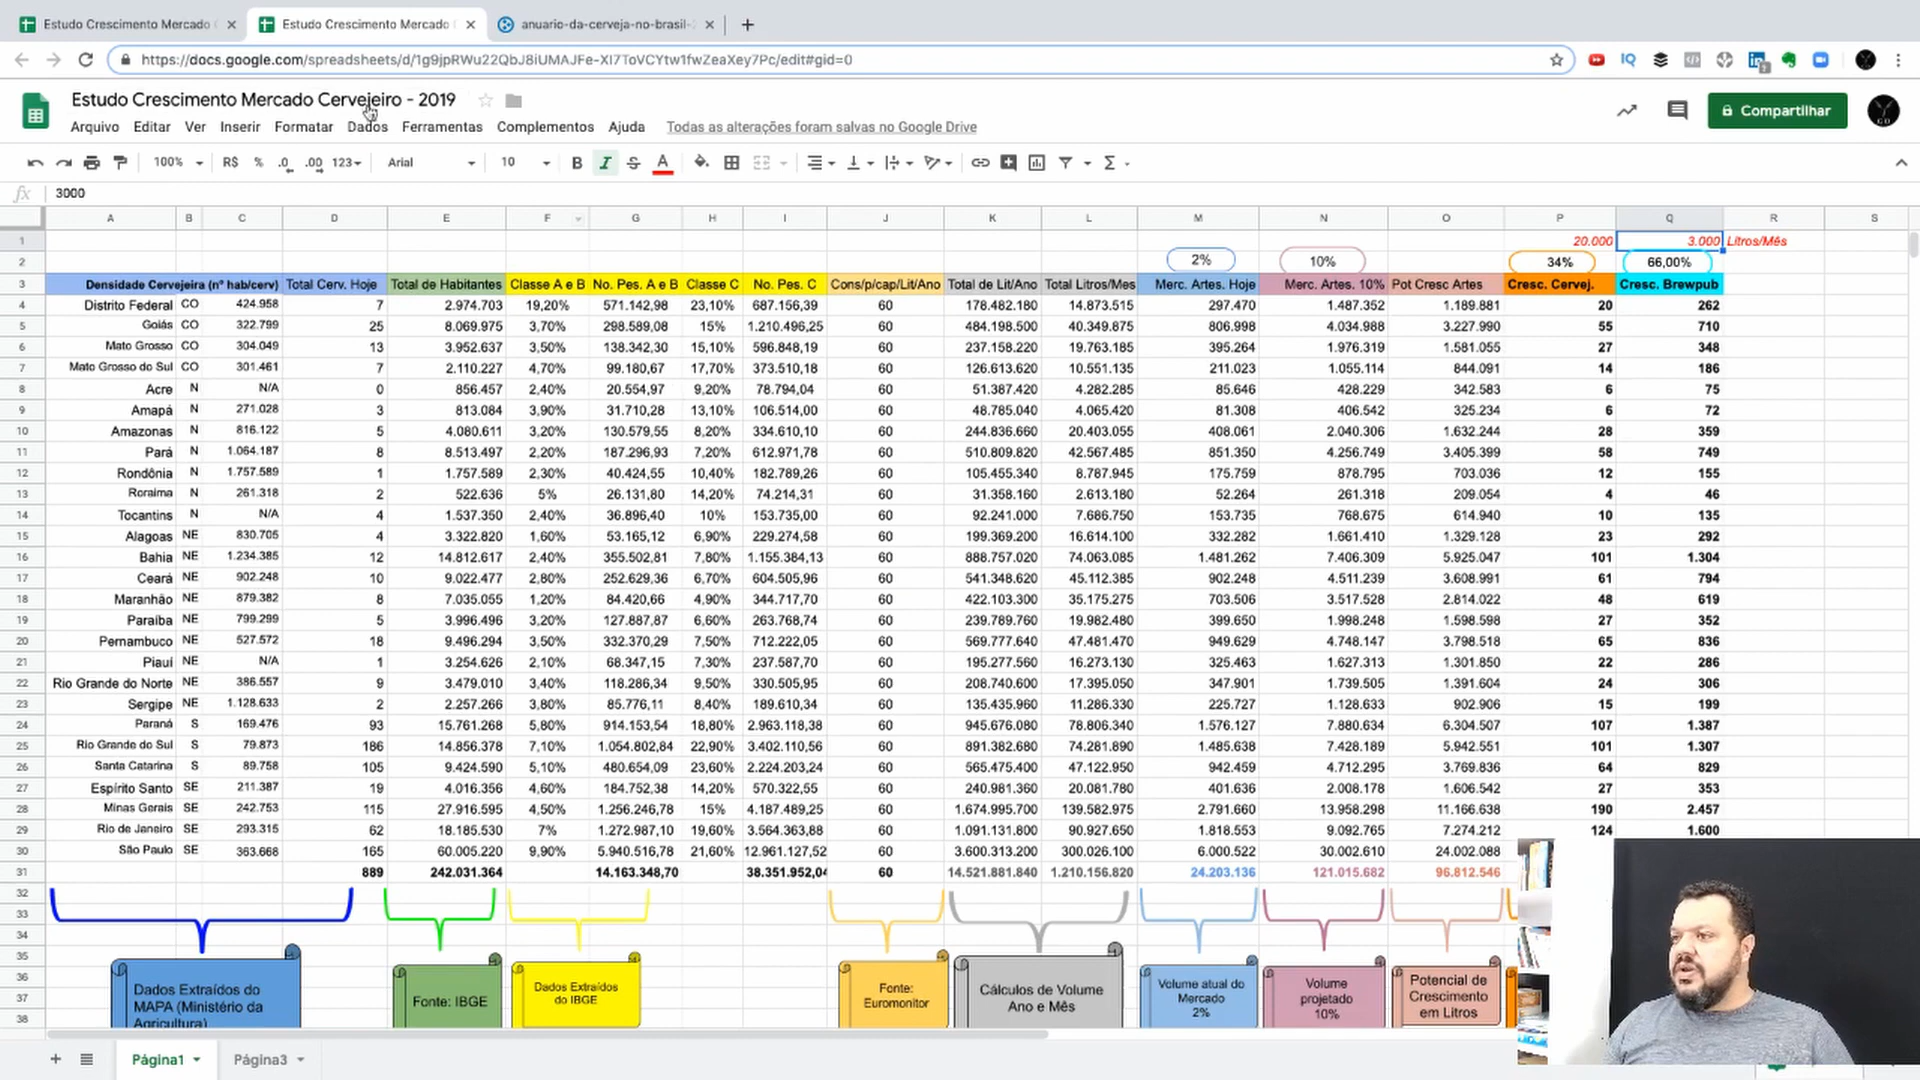 Estudo Crescimento Mercado C
Estudo Crescimento Mercado C
anuario-da-cerveja-no-brasil-
https://docs.google.com/spreadsheets/d/1g9jpRWu22QbJ8iUMAJFe-XI7ToVCYtw1fwZeaXey7Pc/edit#gid=0
Estudo Crescimento Mercado Cervejeiro - 2019
Compartilhar
Arquivo Editar Ver Inserir Formatar Dados Ferramentas Complementos Ajuda Todas as alterações foram salvas no Google Drive
100% R$ % .0 .00 123 Arial 10 B I S A
fx 3000
A B C D E F G H I J K L M N O P Q R S
1 20.000 3.000 Litros/Mês
2 2% 10% 34% 66,00%
3 Densidade Cervejeira (nº hab/cerv) Total Cerv. Hoje Total de Habitantes Classe A e B No. Pes. A e B Classe C No. Pes. C Cons/p/cap/Lit/Ano Total de Lit/Ano Total Litros/Mes Merc. Artes. Hoje Merc. Artes. 10% Pot Cresc Artes Cresc. Cervej. Cresc. Brewpub
4 Distrito Federal CO 424.958 7 2.974.703 19,20% 571.142,98 23,10% 687.156,39 60 178.482.180 14.873.515 297.470 1.487.352 1.189.881 20 262
5 Goiás CO 322.799 25 8.069.975 3,70% 298.589,08 15% 1.210.496,25 60 484.198.500 40.349.875 806.998 4.034.988 3.227.990 55 710
6 Mato Grosso CO 304.049 13 3.952.637 3,50% 138.342,30 15,10% 596.848,19 60 237.158.220 19.763.185 395.264 1.976.319 1.581.055 27 348
7 Mato Grosso do Sul CO 301.461 7 2.110.227 4,70% 99.180,67 17,70% 373.510,18 60 126.613.620 10.551.135 211.023 1.055.114 844.091 14 186
8 Acre N N/A 0 856.457 2,40% 20.554,97 9,20% 78.794,04 60 51.387.420 4.282.285 85.646 428.229 342.583 6 75
9 Amapá N 271.028 3 813.084 3,90% 31.710,28 13,10% 106.514,00 60 48.785.040 4.065.420 81.308 406.542 325.234 6 72
10 Amazonas N 816.122 5 4.080.611 3,20% 130.579,55 8,20% 334.610,10 60 244.836.660 20.403.055 408.061 2.040.306 1.632.244 28 359
11 Pará N 1.064.187 8 8.513.497 2,20% 187.296,93 7,20% 612.971,78 60 510.809.820 42.567.485 851.350 4.256.749 3.405.399 58 749
12 Rondônia N 1.757.589 1 1.757.589 2,30% 40.424,55 10,40% 182.789,26 60 105.455.340 8.787.945 175.759 878.795 703.036 12 155
13 Roraima N 261.318 2 522.636 5% 26.131,80 14,20% 74.214,31 60 31.358.160 2.613.180 52.264 261.318 209.054 4 46
14 Tocantins N N/A 4 1.537.350 2,40% 36.896,40 10% 153.735,00 60 92.241.000 7.686.750 153.735 768.675 614.940 10 135
15 Alagoas NE 830.705 4 3.322.820 1,60% 53.165,12 6,90% 229.274,58 60 199.369.200 16.614.100 332.282 1.661.410 1.329.128 23 292
16 Bahia NE 1.234.385 12 14.812.617 2,40% 355.502,81 7,80% 1.155.384,13 60 888.757.020 74.063.085 1.481.262 7.406.309 5.925.047 101 1.304
17 Ceará NE 902.248 10 9.022.477 2,80% 252.629,36 6,70% 604.505,96 60 541.348.620 45.112.385 902.248 4.511.239 3.608.991 61 794
18 Maranhão NE 879.382 8 7.035.055 1,20% 84.420,66 4,90% 344.717,70 60 422.103.300 35.175.275 703.506 3.517.528 2.814.022 48 619
19 Paraíba NE 799.299 5 3.996.496 3,20% 127.887,87 6,60% 263.768,74 60 239.789.760 19.982.480 399.650 1.998.248 1.598.598 27 352
20 Pernambuco NE 527.572 18 9.496.294 3,50% 332.370,29 7,50% 712.222,05 60 569.777.640 47.481.470 949.629 4.748.147 3.798.518 65 836
21 Piauí NE N/A 1 3.254.626 2,10% 68.347,15 7,30% 237.587,70 60 195.277.560 16.273.130 325.463 1.627.313 1.301.850 22 286
22 Rio Grande do Norte NE 386.557 9 3.479.010 3,40% 118.286,34 9,50% 330.505,95 60 208.740.600 17.395.050 347.901 1.739.505 1.391.604 24 306
23 Sergipe NE 1.128.633 2 2.257.266 3,80% 85.776,11 8,40% 189.610,34 60 135.435.960 11.286.330 225.727 1.128.633 902.906 15 199
24 Paraná S 169.476 93 15.761.268 5,80% 914.153,54 18,80% 2.963.118,38 60 945.676.080 78.806.340 1.576.127 7.880.634 6.304.507 107 1.387
25 Rio Grande do Sul S 79.873 186 14.856.378 7,10% 1.054.802,84 22,90% 3.402.110,56 60 891.382.680 74.281.890 1.485.638 7.428.189 5.942.551 101 1.307
26 Santa Catarina S 89.758 105 9.424.590 5,10% 480.654,09 23,60% 2.224.203,24 60 565.475.400 47.122.950 942.459 4.712.295 3.769.836 64 829
27 Espírito Santo SE 211.387 19 4.016.356 4,60% 184.752,38 14,20% 570.322,55 60 240.981.360 20.081.780 401.636 2.008.178 1.606.542 27 353
28 Minas Gerais SE 242.753 115 27.916.595 4,50% 1.256.246,78 15% 4.187.489,25 60 1.674.995.700 139.582.975 2.791.660 13.958.298 11.166.638 190 2.457
29 Rio de Janeiro SE 293.315 62 18.185.530 7% 1.272.987,10 19,60% 3.564.363,88 60 1.091.131.800 90.927.650 1.818.553 9.092.765 7.274.212 124 1.600
30 São Paulo SE 363.668 165 60.005.220 9,90% 5.940.516,78 21,60% 12.961.127,52 60 3.600.313.200 300.026.100 6.000.522 30.002.610 24.002.088
31 889 242.031.364 14.163.348,70 38.351.952,04 60 14.521.881.840 1.210.156.820 24.203.136 121.015.682 96.812.546
32
33
34
35
36
37
38
Dados Extraídos do
MAPA (Ministério da
Agricultura)
Fonte: IBGE
Dados Extraídos
do IBGE
Fonte:
Euromonitor
Cálculos de Volume
Ano e Mês
Volume atual do
Mercado
2%
Volume
projetado
10%
Potencial de
Crescimento
em Litros
Página1 Página3